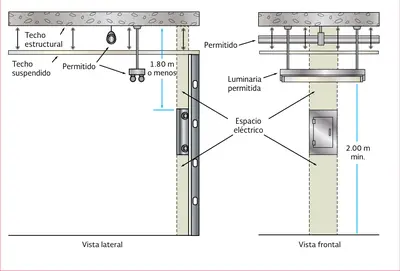 Techo
estructural
Techo
suspendido
Permitido
1.80 m
o menos
Permitido
Luminaria
permitida
Espacio
eléctrico
2.00 m
min.
Vista lateral
Vista frontal